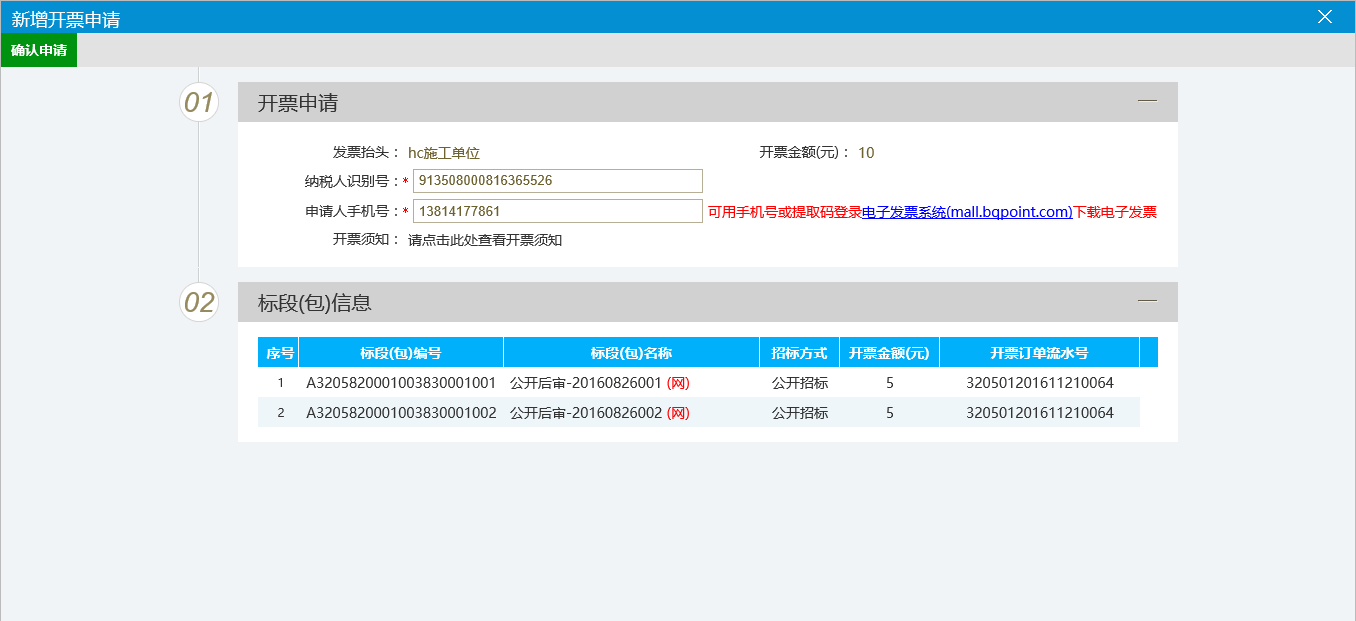 新增开票申请
确认申请
01
开票申请
发票抬头： hc施工单位 开票金额(元)： 10
纳税人识别号：* 913508000816365526
申请人手机号：* 13814177861 可用手机号或提取码登录电子发票系统(mall.bqpoint.com)下载电子发票
开票须知： 请点击此处查看开票须知
02
标段(包)信息
序号 标段(包)编号 标段(包)名称 招标方式 开票金额(元) 开票订单流水号
1 A3205820001003830001001 公开后审-20160826001 (网) 公开招标 5 320501201611210064
2 A3205820001003830001002 公开后审-20160826002 (网) 公开招标 5 320501201611210064